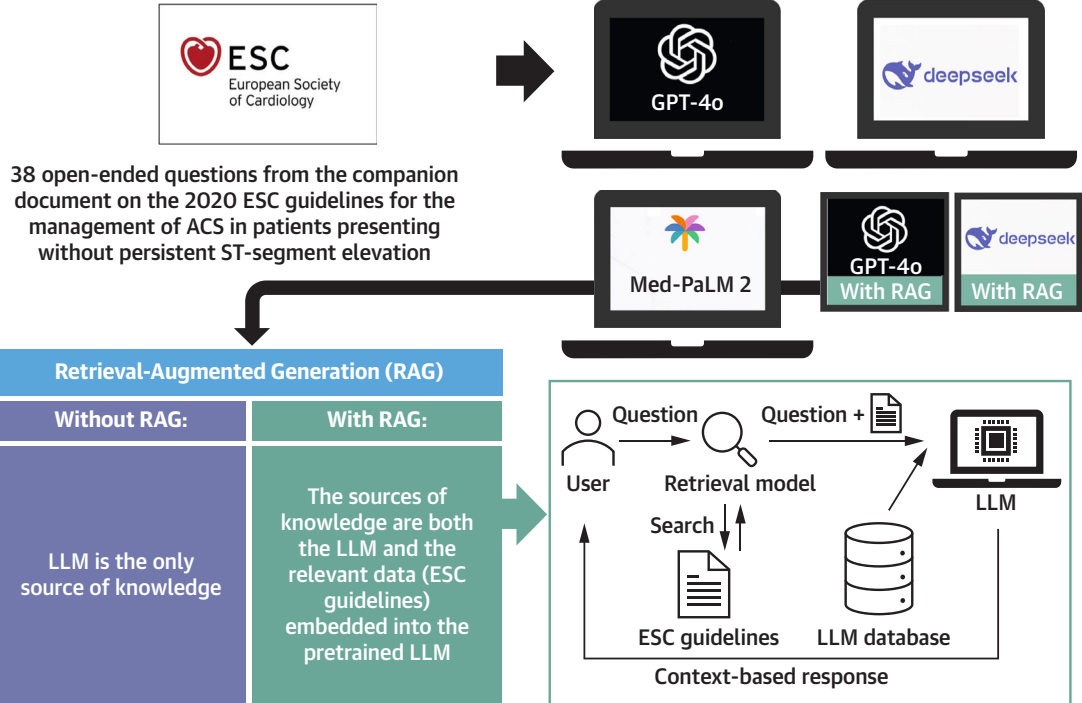 ESC
European Society
of Cardiology
GPT-4o
deepseek
38 open-ended questions from the companion
document on the 2020 ESC guidelines for the
management of ACS in patients presenting
without persistent ST-segment elevation
Med-PaLM 2
GPT-4o
With RAG
deepseek
With RAG
Retrieval-Augmented Generation (RAG)
Without RAG:
LLM is the only
source of knowledge
With RAG:
The sources of
knowledge are both
the LLM and the
relevant data (ESC
guidelines)
embedded into the
pretrained LLM
Question
Question +
User
Retrieval model
LLM
Search
ESC guidelines
LLM database
Context-based response